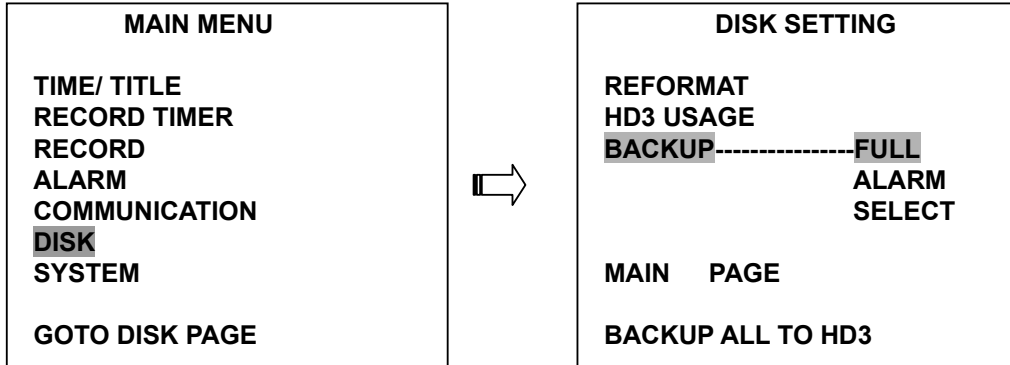 MAIN MENU
TIME/ TITLE
RECORD TIMER
RECORD
ALARM
COMMUNICATION
DISK
SYSTEM
GOTO DISK PAGE
DISK SETTING
REFORMAT
HD3 USAGE
BACKUP----------------FULL
ALARM
SELECT
MAIN PAGE
BACKUP ALL TO HD3